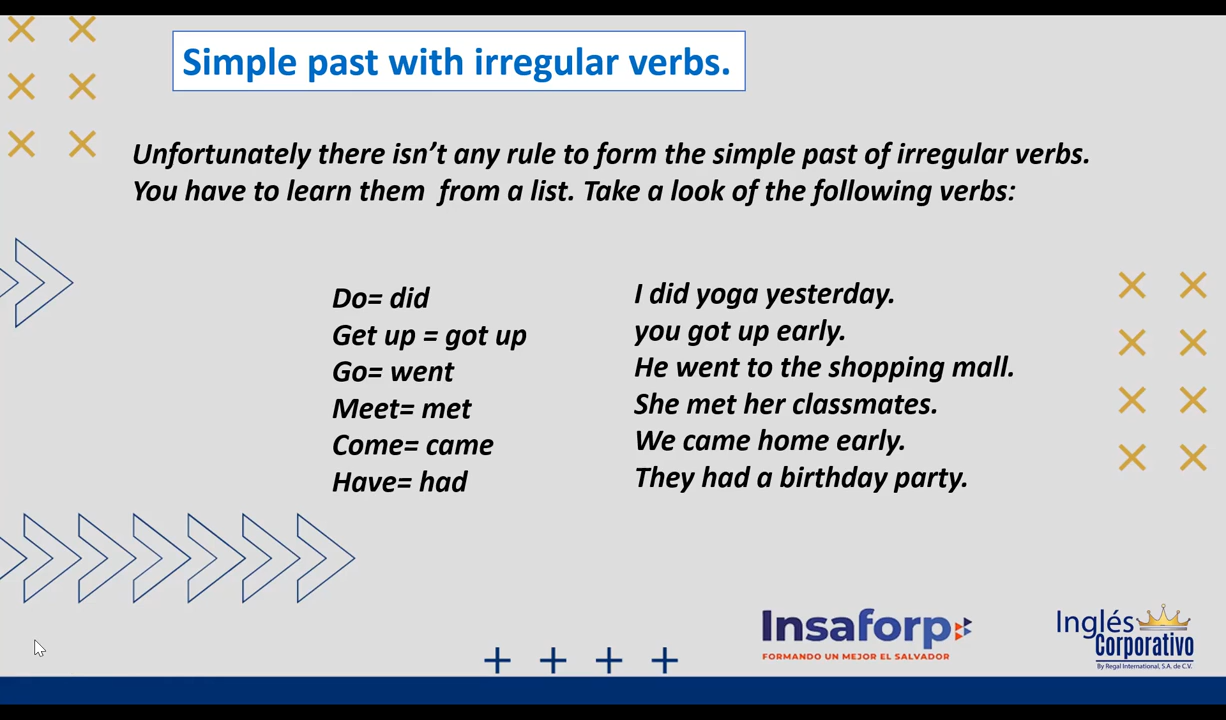 Simple past with irregular verbs.
Unfortunately there isn't any rule to form the simple past of irregular verbs.
You have to learn them from a list. Take a look of the following verbs:
Do= did
Get up = got up
Go= went
Meet= met
Come= came
Have= had
I did yoga yesterday.
you got up early.
He went to the shopping mall.
She met her classmates.
We came home early.
They had a birthday party.
Insaforp
FORMANDO UN MEJOR EL SALVADOR
Inglés
Corporativo
By Regal International, S.A. de C.V.